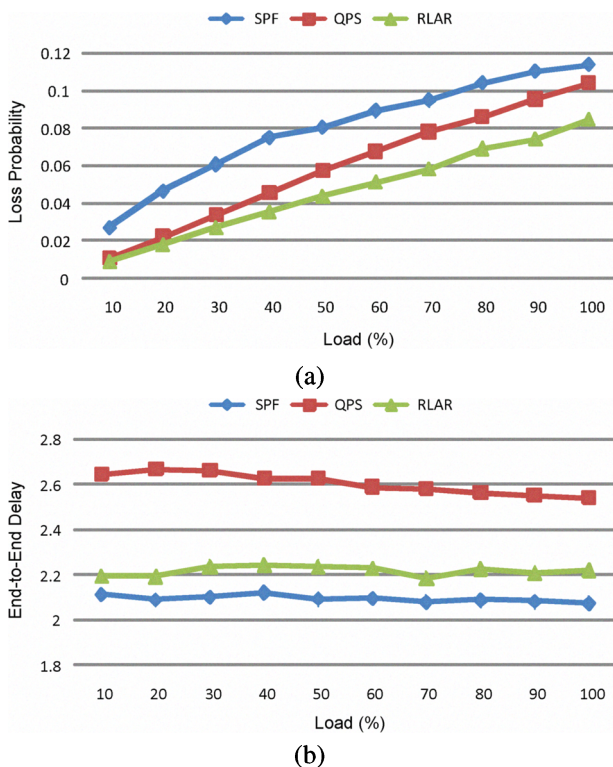 SPF QPS RLAR
0.12
0.1
0.08
0.06
0.04
0.02
0
Loss Probability
10 20 30 40 50 60 70 80 90 100
Load (%)
(a)
SPF QPS RLAR
2.8
2.6
2.4
2.2
2
1.8
End-to-End Delay
10 20 30 40 50 60 70 80 90 100
Load (%)
(b)